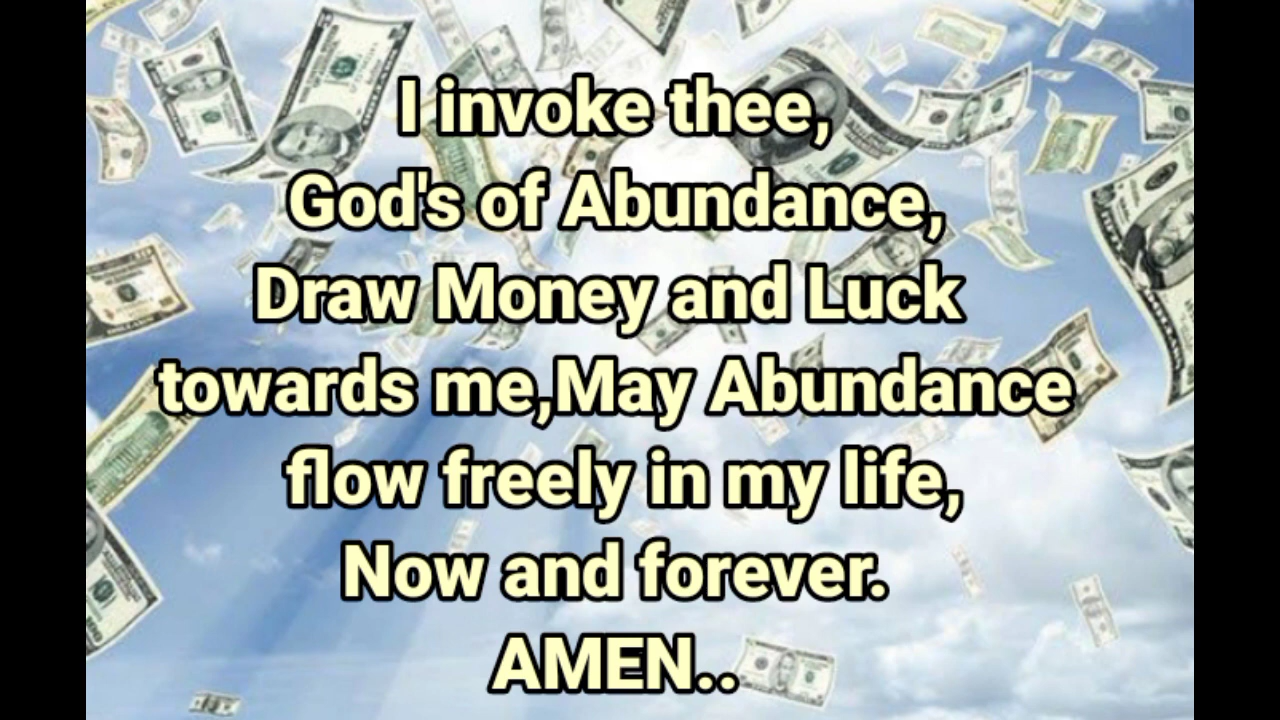 I invoke thee,
God's of Abundance,
Draw Money and Luck
towards me,May Abundance
flow freely in my life,
Now and forever.
AMEN..